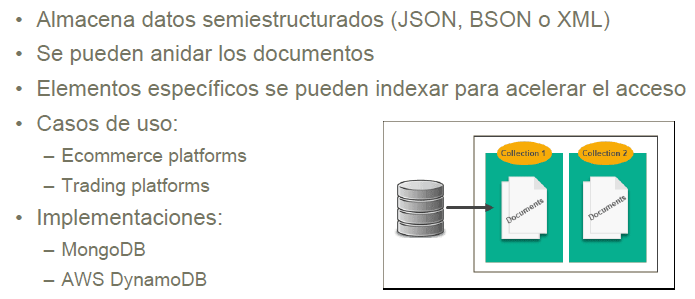 • Almacena datos semiestructurados (JSON, BSON o XML)
• Se pueden anidar los documentos
• Elementos específicos se pueden indexar para acelerar el acceso
• Casos de uso:
– Ecommerce platforms
– Trading platforms
• Implementaciones:
– MongoDB
– AWS DynamoDB
Collection 1
Collection 2
Documents
Documents